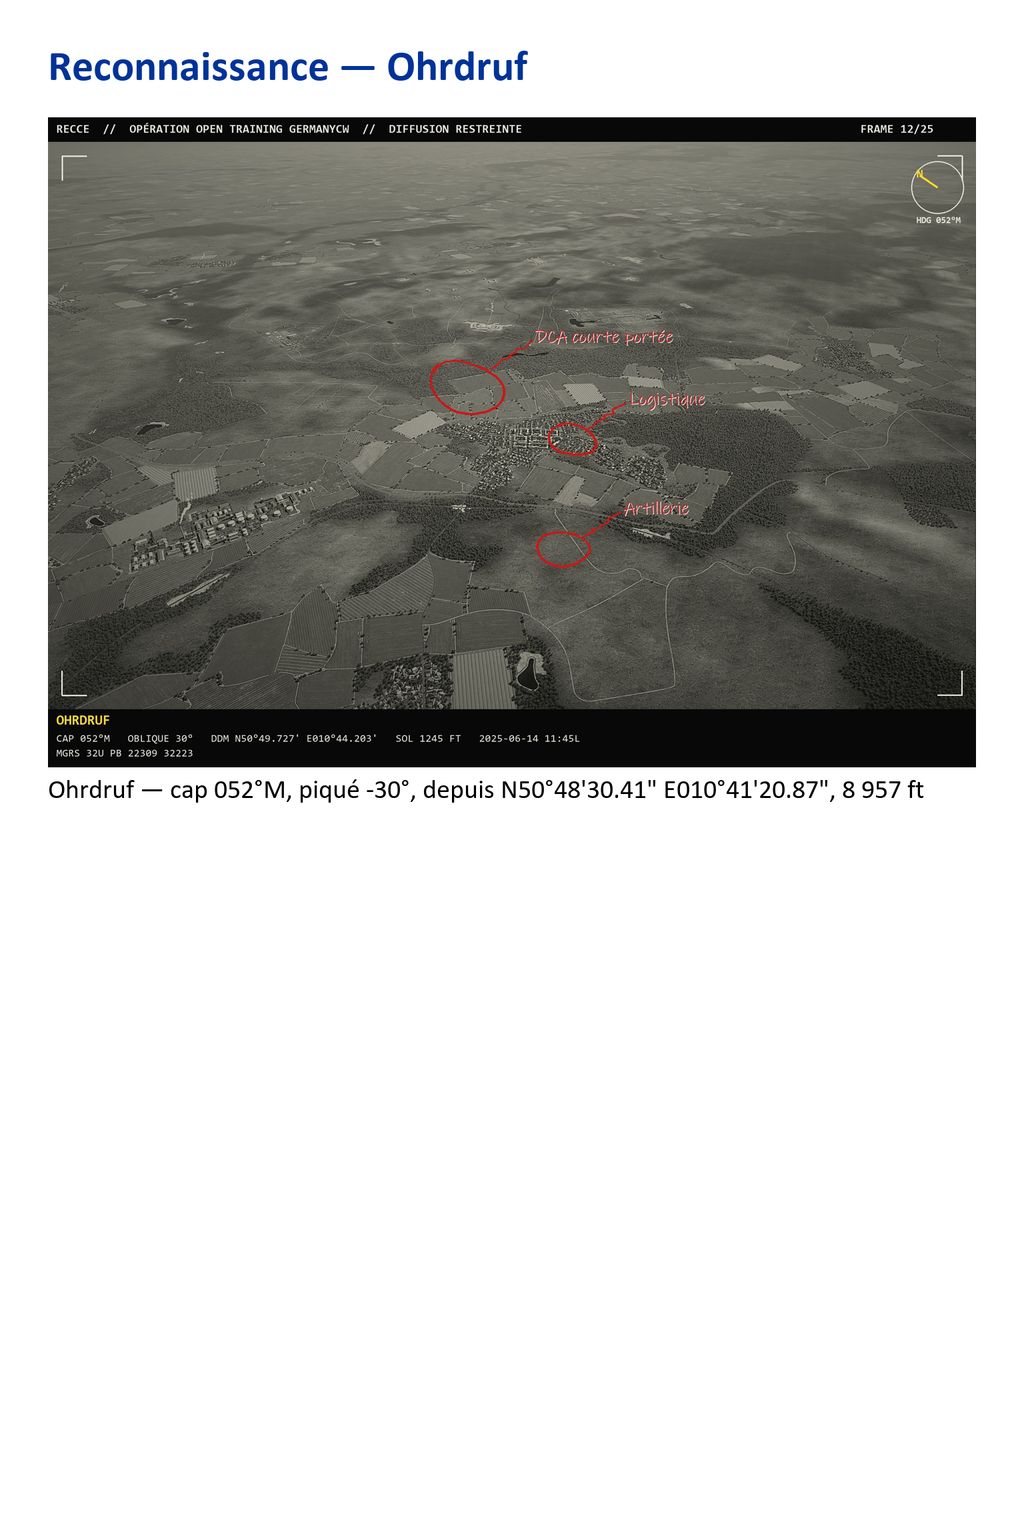 Reconnaissance — Ohrdruf
RECCE // OPÉRATION OPEN TRAINING GERMANYCW // DIFFUSION RESTREINTE FRAME 12/25
N
HDG 052°M
DCA courte portée
Logistique
Artillerie
OHRDRUF
CAP 052°M OBLIQUE 30° DDM N50°49.727' E010°44.203' SOL 1245 FT 2025-06-14 11:45L
MGRS 32U PB 22309 32223
Ohrdruf — cap 052°M, piqué -30°, depuis N50°48'30.41" E010°41'20.87", 8 957 ft